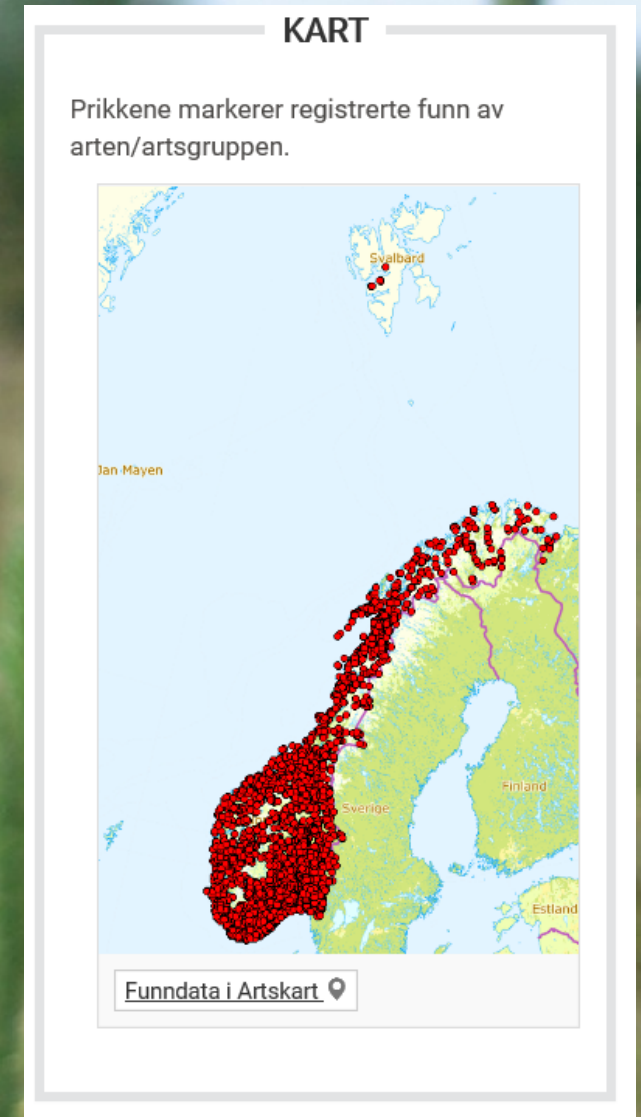 KART
Prikkene markerer registrerte funn av
arten/artsgruppen.
Svalbard
Jan Mayen
Finland
Sverige
Estland
Funndata i Artskart